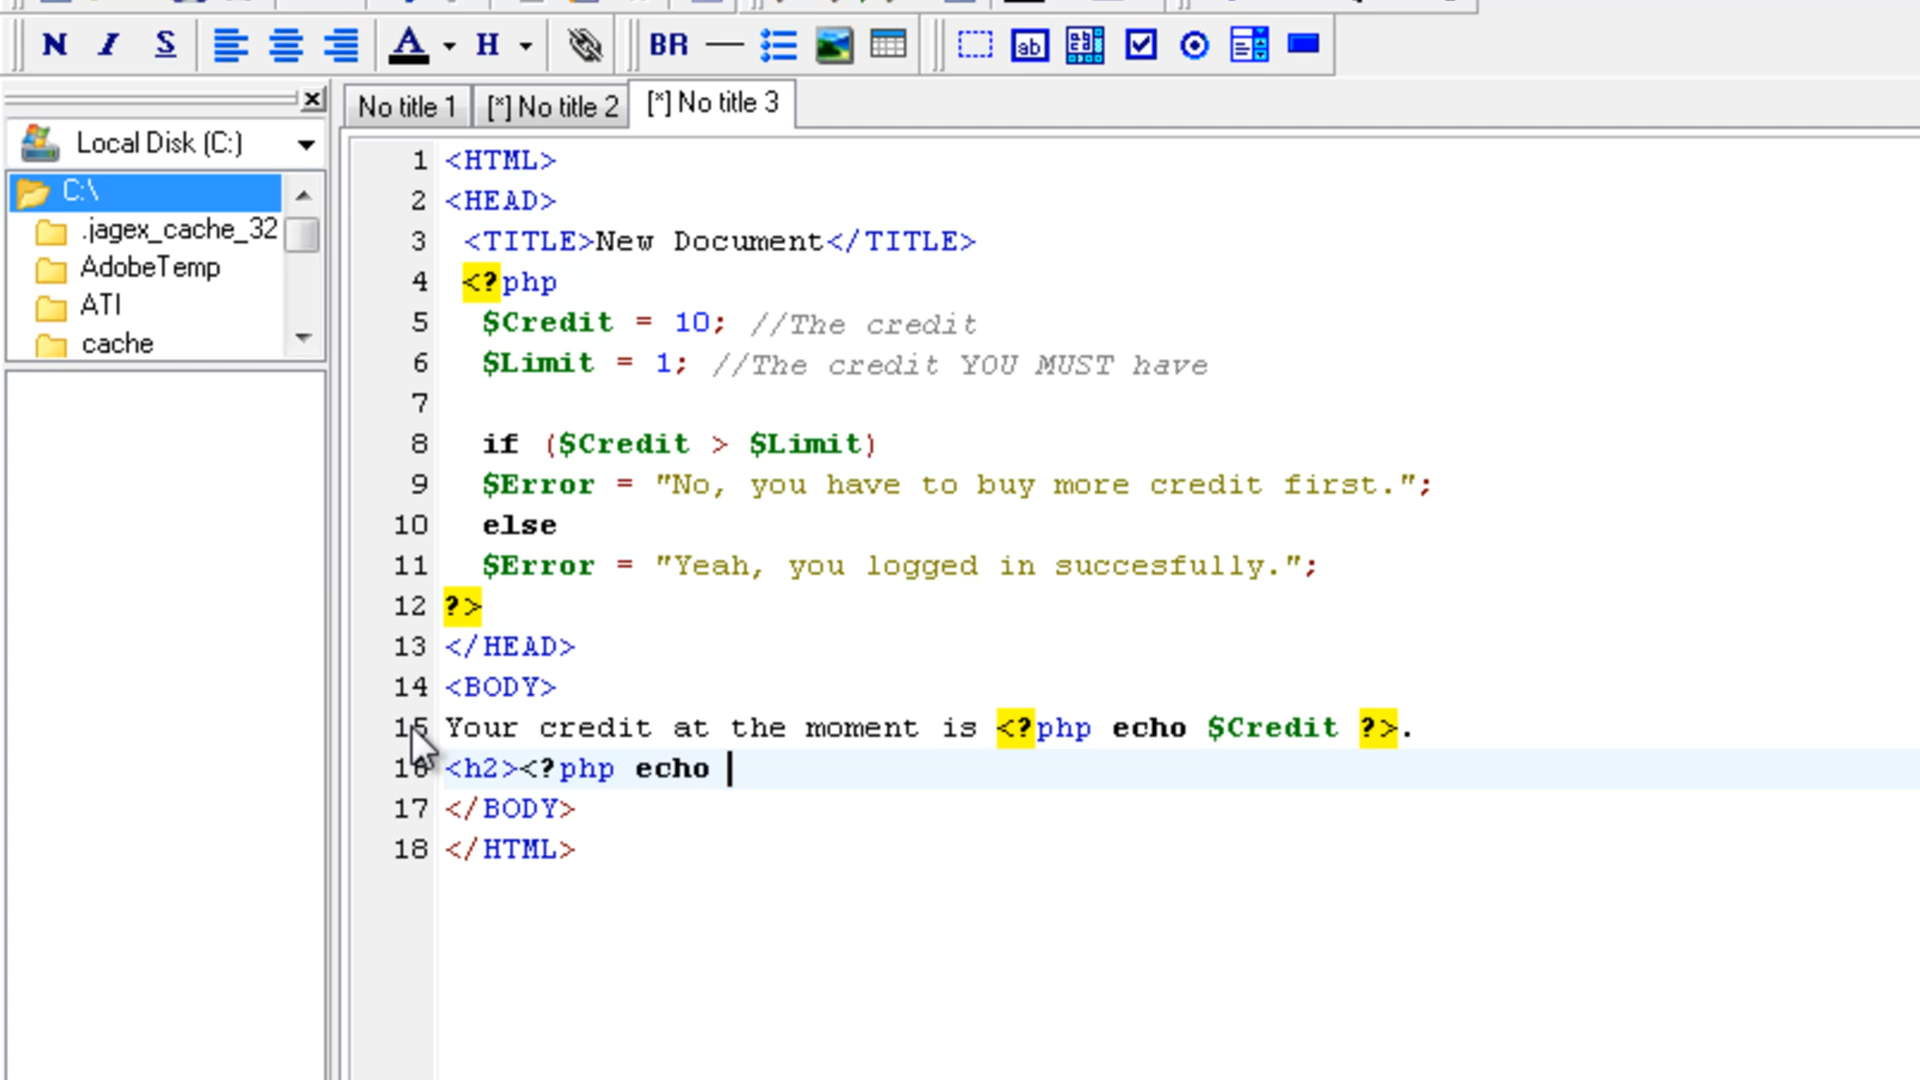 N I S A H BR ab
Local Disk (C:)
C:\
.jagex_cache_32
AdobeTemp
ATI
cache
No title 1 [*] No title 2 [*] No title 3
1 <HTML>
2 <HEAD>
3 <TITLE>New Document</TITLE>
4 <?php
5 $Credit = 10; //The credit
6 $Limit = 1; //The credit YOU MUST have
7
8 if ($Credit > $Limit)
9 $Error = "No, you have to buy more credit first.";
10 else
11 $Error = "Yeah, you logged in succesfully.";
12 ?>
13 </HEAD>
14 <BODY>
15 Your credit at the moment is <?php echo $Credit ?>.
16 <h2><?php echo
17 </BODY>
18 </HTML>